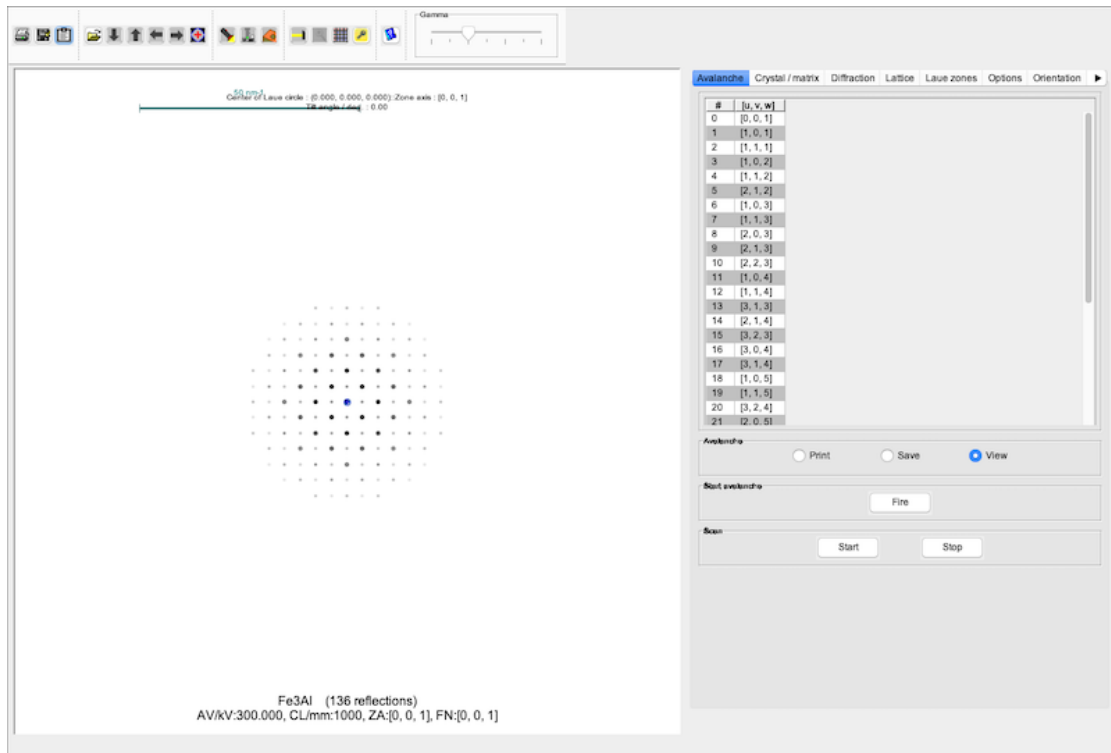 Gamma
50 nm-1
Center of Laue circle : (0.000, 0.000, 0.000)::Zone axis : [0, 0, 1]
Tilt angle / deg. : 0.00
Avalanche Crystal / matrix Diffraction Lattice Laue zones Options Orientation
# [u, v, w]
0 [0, 0, 1]
1 [1, 0, 1]
2 [1, 1, 1]
3 [1, 0, 2]
4 [1, 1, 2]
5 [2, 1, 2]
6 [1, 0, 3]
7 [1, 1, 3]
8 [2, 0, 3]
9 [2, 1, 3]
10 [2, 2, 3]
11 [1, 0, 4]
12 [1, 1, 4]
13 [3, 1, 3]
14 [2, 1, 4]
15 [3, 2, 3]
16 [3, 0, 4]
17 [3, 1, 4]
18 [1, 0, 5]
19 [1, 1, 5]
20 [3, 2, 4]
21 [2, 0, 5]
Avalanche
Print Save View
Start avalanche
Fire
Scan
Start Stop
Fe3Al (136 reflections)
AV/kV:300.000, CL/mm:1000, ZA:[0, 0, 1], FN:[0, 0, 1]